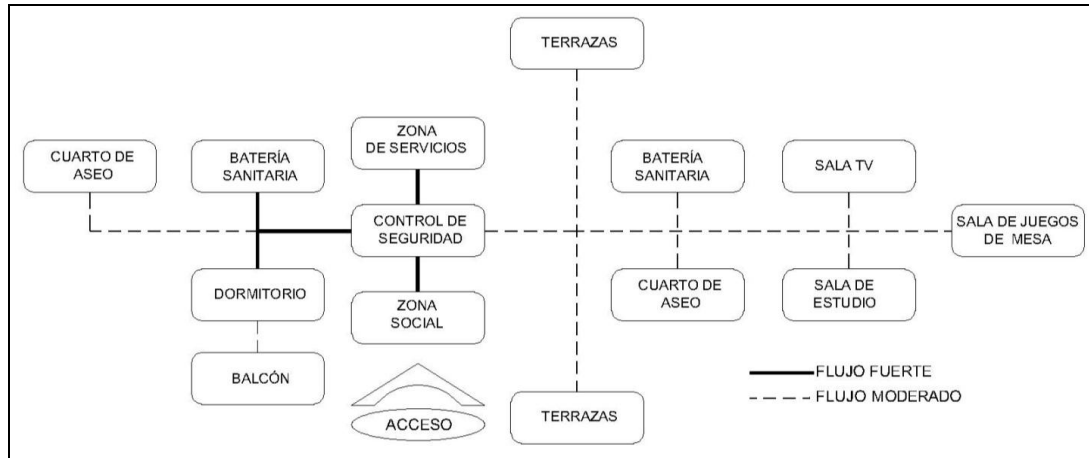 TERRAZAS
CUARTO DE
ASEO
BATERÍA
SANITARIA
ZONA
DE SERVICIOS
BATERÍA
SANITARIA
SALA TV
CONTROL DE
SEGURIDAD
SALA DE JUEGOS
DE MESA
DORMITORIO
ZONA
SOCIAL
CUARTO DE
ASEO
SALA DE
ESTUDIO
BALCÓN
ACCESO
TERRAZAS
FLUJO FUERTE
FLUJO MODERADO